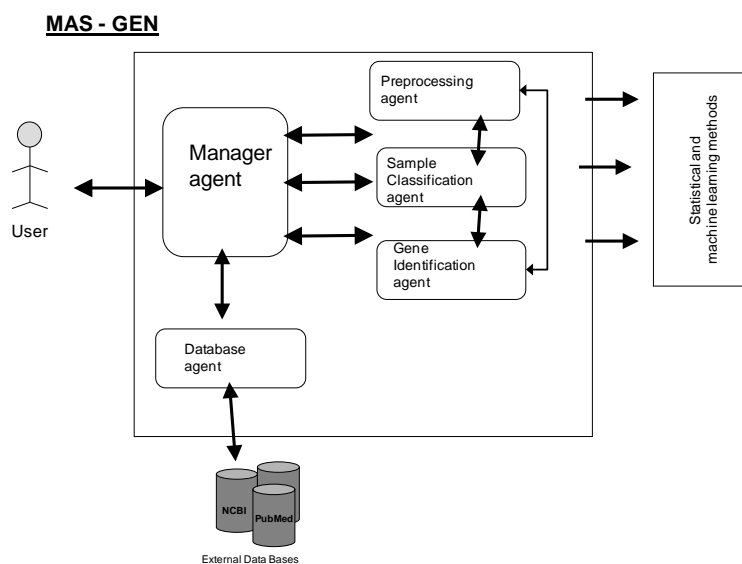 MAS - GEN
Preprocessing
agent
Manager
agent
Sample
Classification
agent
Gene
Identification
agent
User
Database
agent
Statistical and
machine learning methods
NCBI
PubMed
External Data Bases